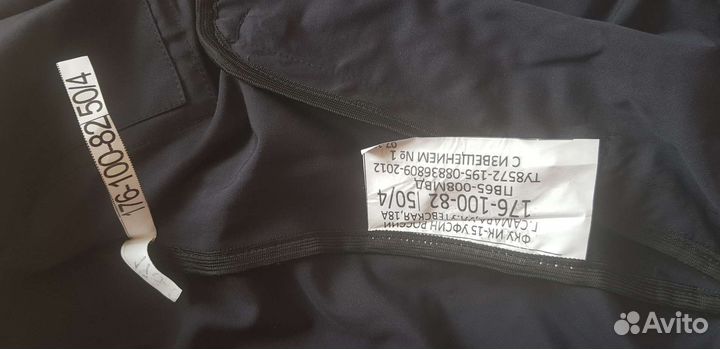 176-100-82 50/4
ФКУ ИК-15 УФСИН РОССИИ
Г.САМАРА,УЛ.УТЕВСКАЯ,18А
176-100-82 50/4
ПВ65-008МВД
ТУ8572-195-08836809-2012
С ИЗВЕЩЕНИЕМ № 1
Avito